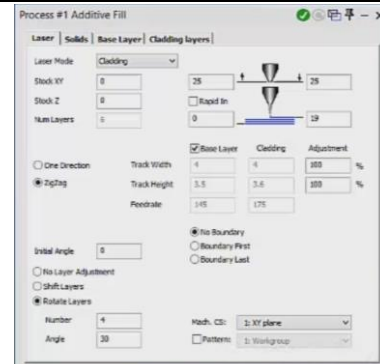 Process #1 Additive Fill
Laser Solids Base Layer Cladding layers
Laser Mode Cladding
Stock XY 0 25 25
Stock Z 0 Rapid In
Num Layers 6 0 19
Base Layer Cladding Adjustment
One Direction Track Width 4 4 100 %
ZigZag Track Height 3.5 3.6 100 %
Feedrate 145 175
No Boundary
Initial Angle 0 Boundary First
Boundary Last
No Layer Adjustment
Shift Layers
Rotate Layers
Number 4 Mach. CS: 1: XY plane
Angle 30 Pattern: 1: Workgroup